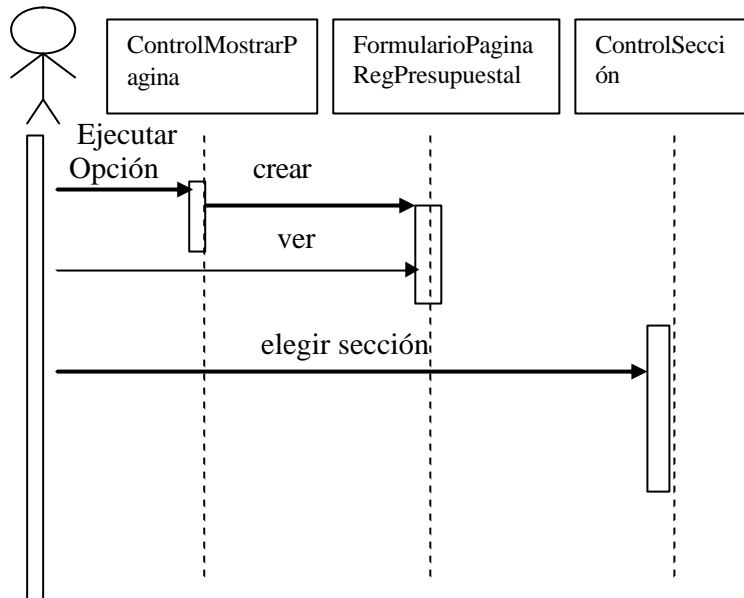 ControlMostrarP
agina
FormularioPagina
RegPresupuestal
ControlSecci
ón
Ejecutar
Opción
crear
ver
elegir sección